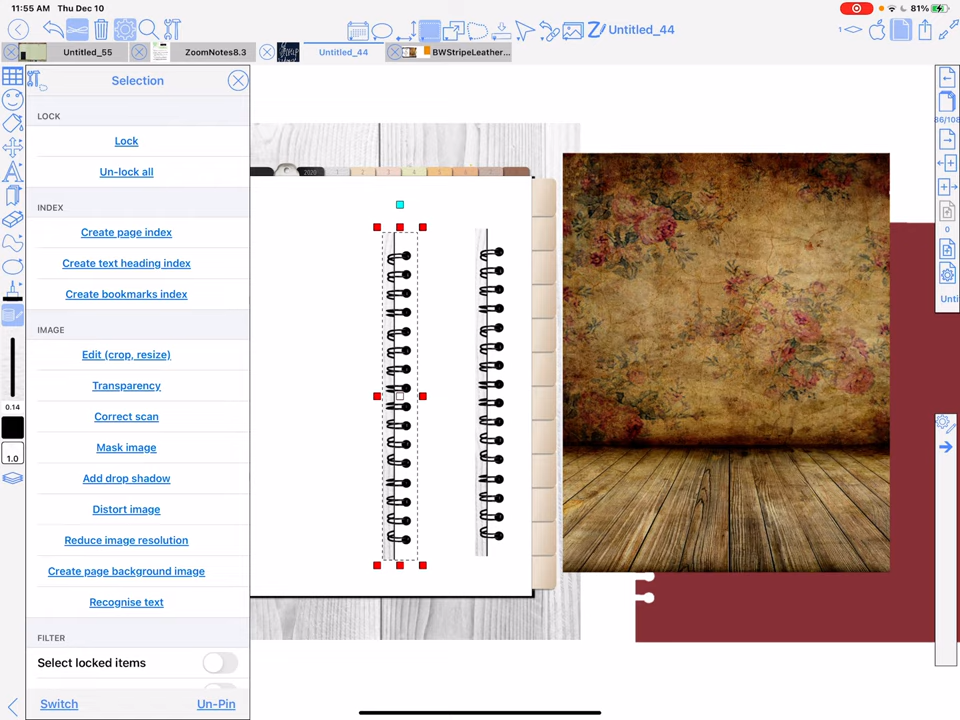 11:55 AM Thu Dec 10
81%
Untitled_44
1
Untitled_55
ZoomNotes8.3
Untitled_44
BWStripeLeather...
Selection
LOCK
Lock
Un-lock all
INDEX
Create page index
Create text heading index
Create bookmarks index
IMAGE
Edit (crop, resize)
Transparency
Correct scan
Mask image
Add drop shadow
Distort image
Reduce image resolution
Create page background image
Recognise text
FILTER
Select locked items
Switch
Un-Pin
0.14
1.0
2020
86/108
0
Unti